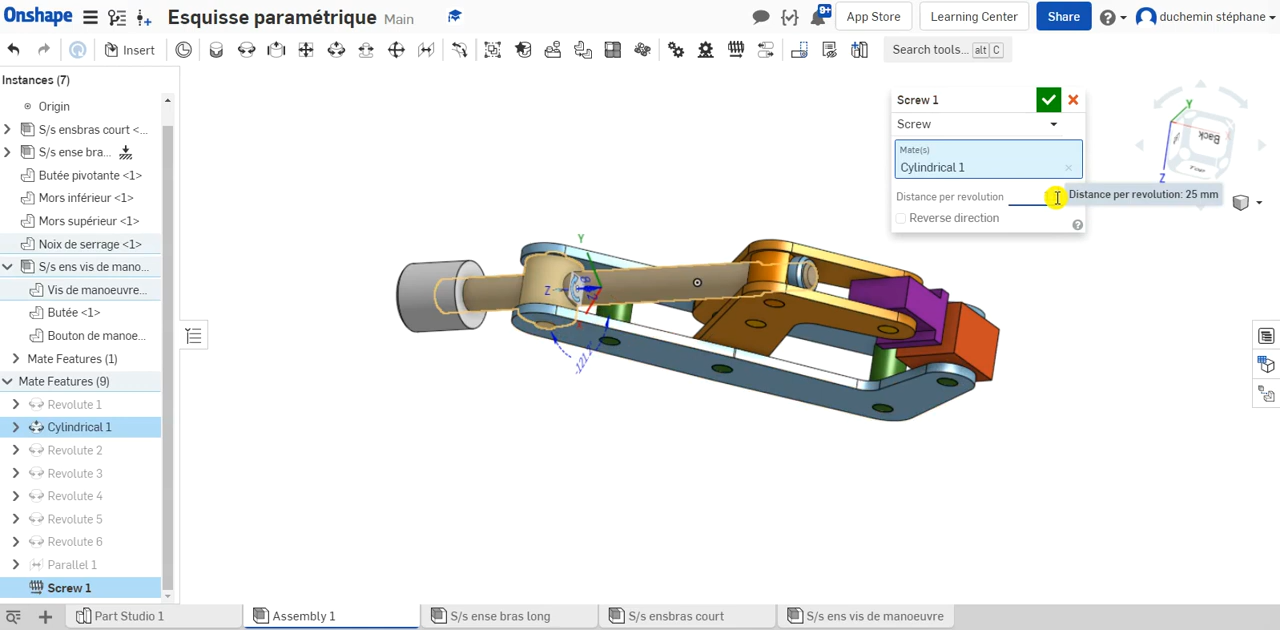 Onshape Esquisse paramétrique Main 9+ App Store Learning Center Share duchemin stéphane
Insert Search tools... alt C
Instances (7)
Origin
S/s ensbras court <...
S/s ense bra...
Butée pivotante <1>
Mors inférieur <1>
Mors supérieur <1>
Noix de serrage <1>
S/s ens vis de mano...
Vis de manoeuvre...
Butée <1>
Bouton de manoe...
Mate Features (1)
Mate Features (9)
Revolute 1
Cylindrical 1
Revolute 2
Revolute 3
Revolute 4
Revolute 5
Revolute 6
Parallel 1
Screw 1
Screw 1
Screw
Mate(s)
Cylindrical 1
Distance per revolution
Distance per revolution: 25 mm
Reverse direction
Y
Z
Y
Back
Z
Part Studio 1 Assembly 1 S/s ense bras long S/s ensbras court S/s ens vis de manoeuvre